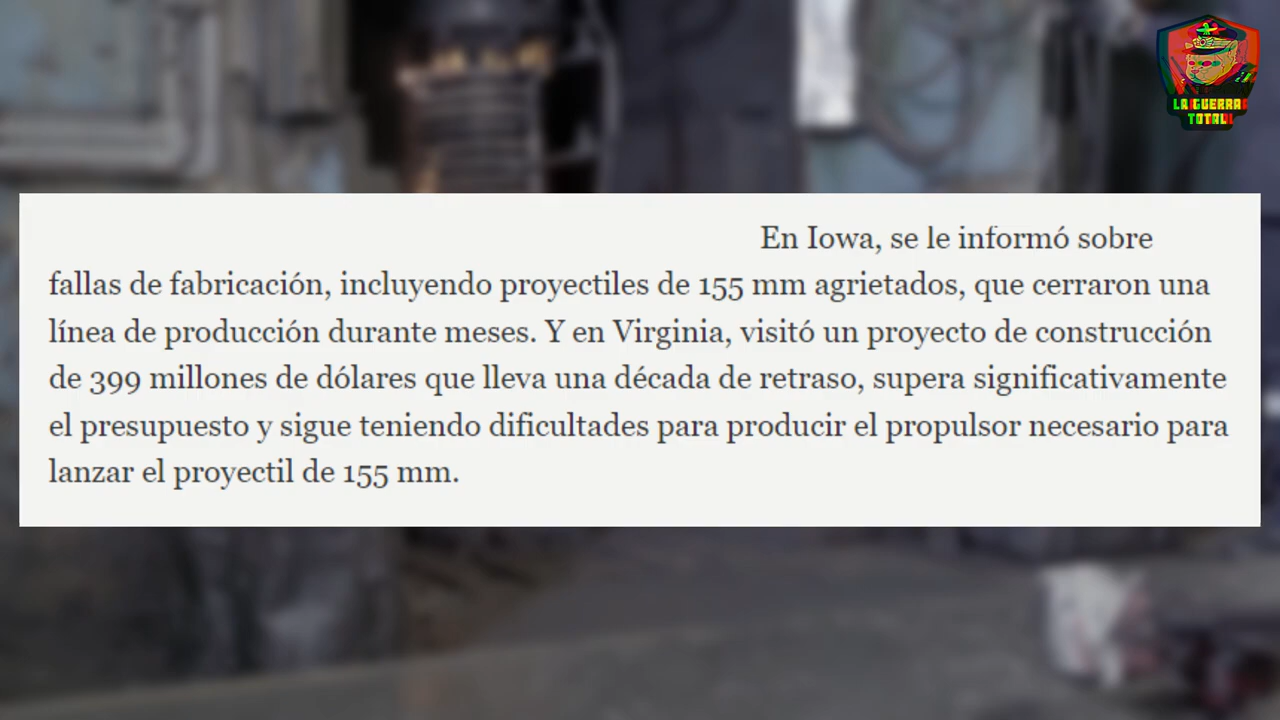 LA GUERRA
TOTAL
En Iowa, se le informó sobre
fallas de fabricación, incluyendo proyectiles de 155 mm agrietados, que cerraron una
línea de producción durante meses. Y en Virginia, visitó un proyecto de construcción
de 399 millones de dólares que lleva una década de retraso, supera significativamente
el presupuesto y sigue teniendo dificultades para producir el propulsor necesario para
lanzar el proyectil de 155 mm.